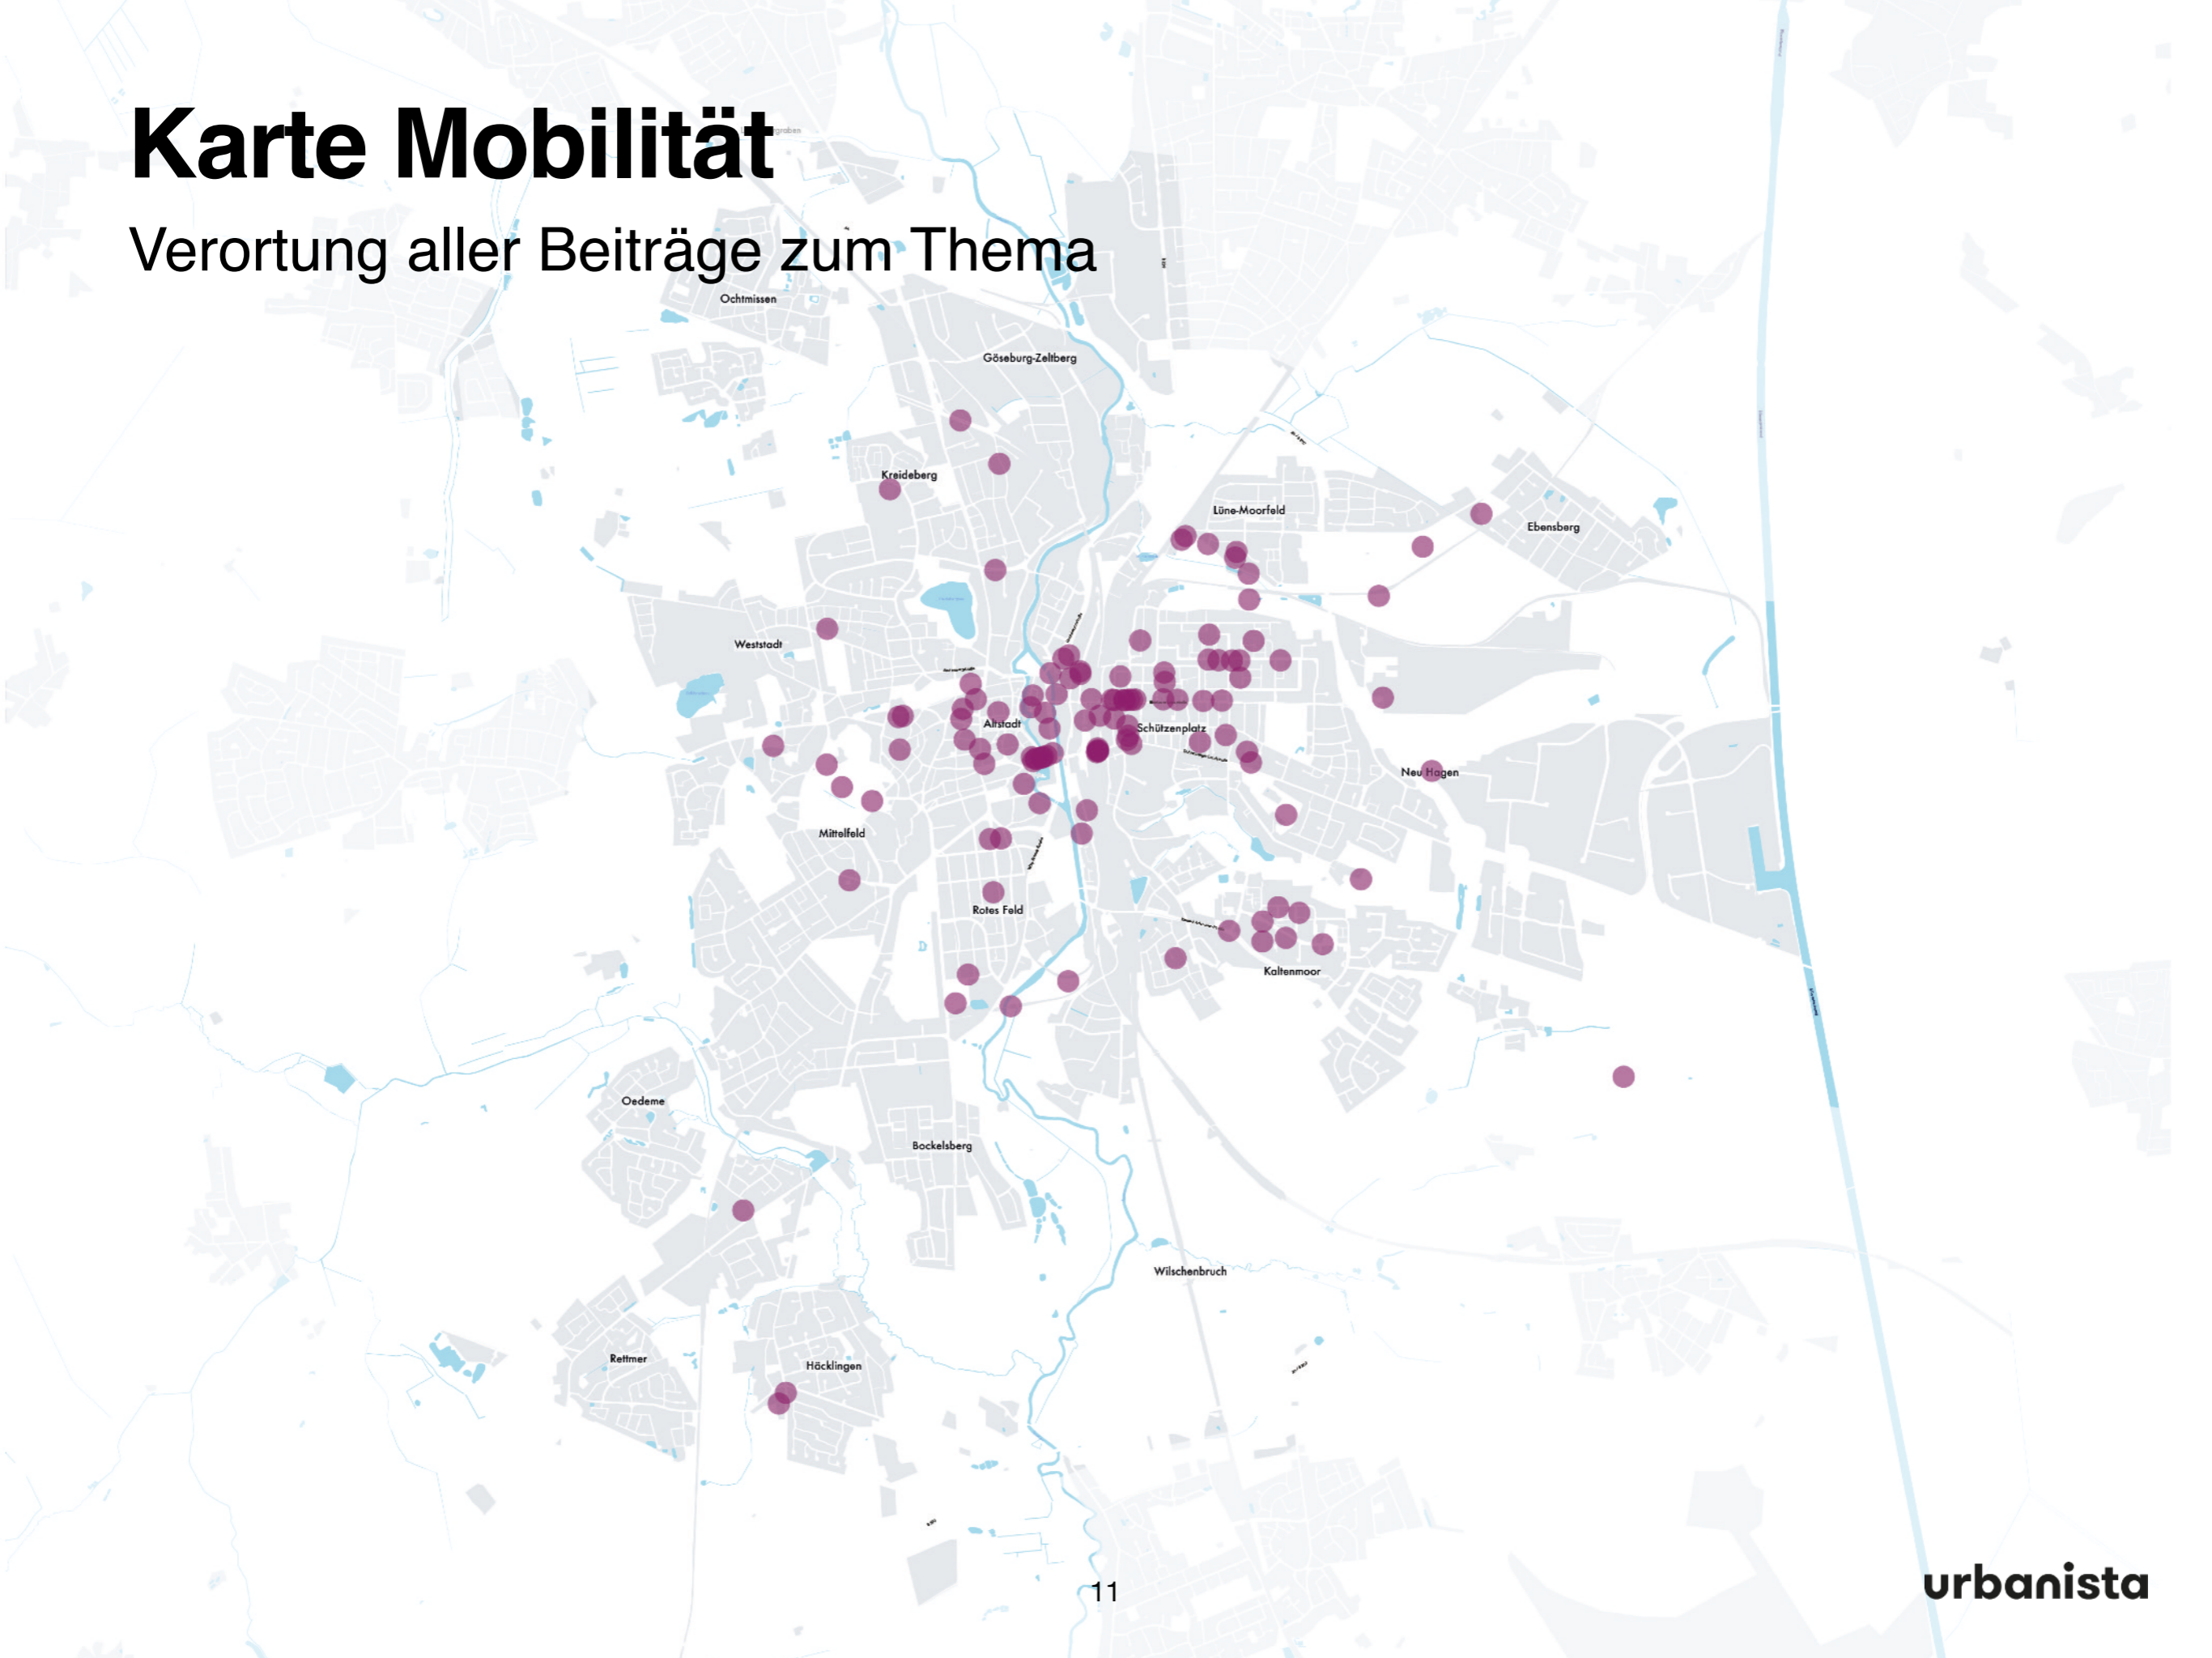 Karte Mobilität
Verortung aller Beiträge zum Thema
Ochtmissen
Göseburg-Zeltberg
Kreideberg
Lüne-Moorfeld
Ebensberg
Weststadt
Altstadt
Schützenplatz
Neu Hagen
Mittelfeld
Rotes Feld
Kaltenmoor
Oedeme
Bockelsberg
Wilschenbruch
Rettmer
Häcklingen
11
urbanista